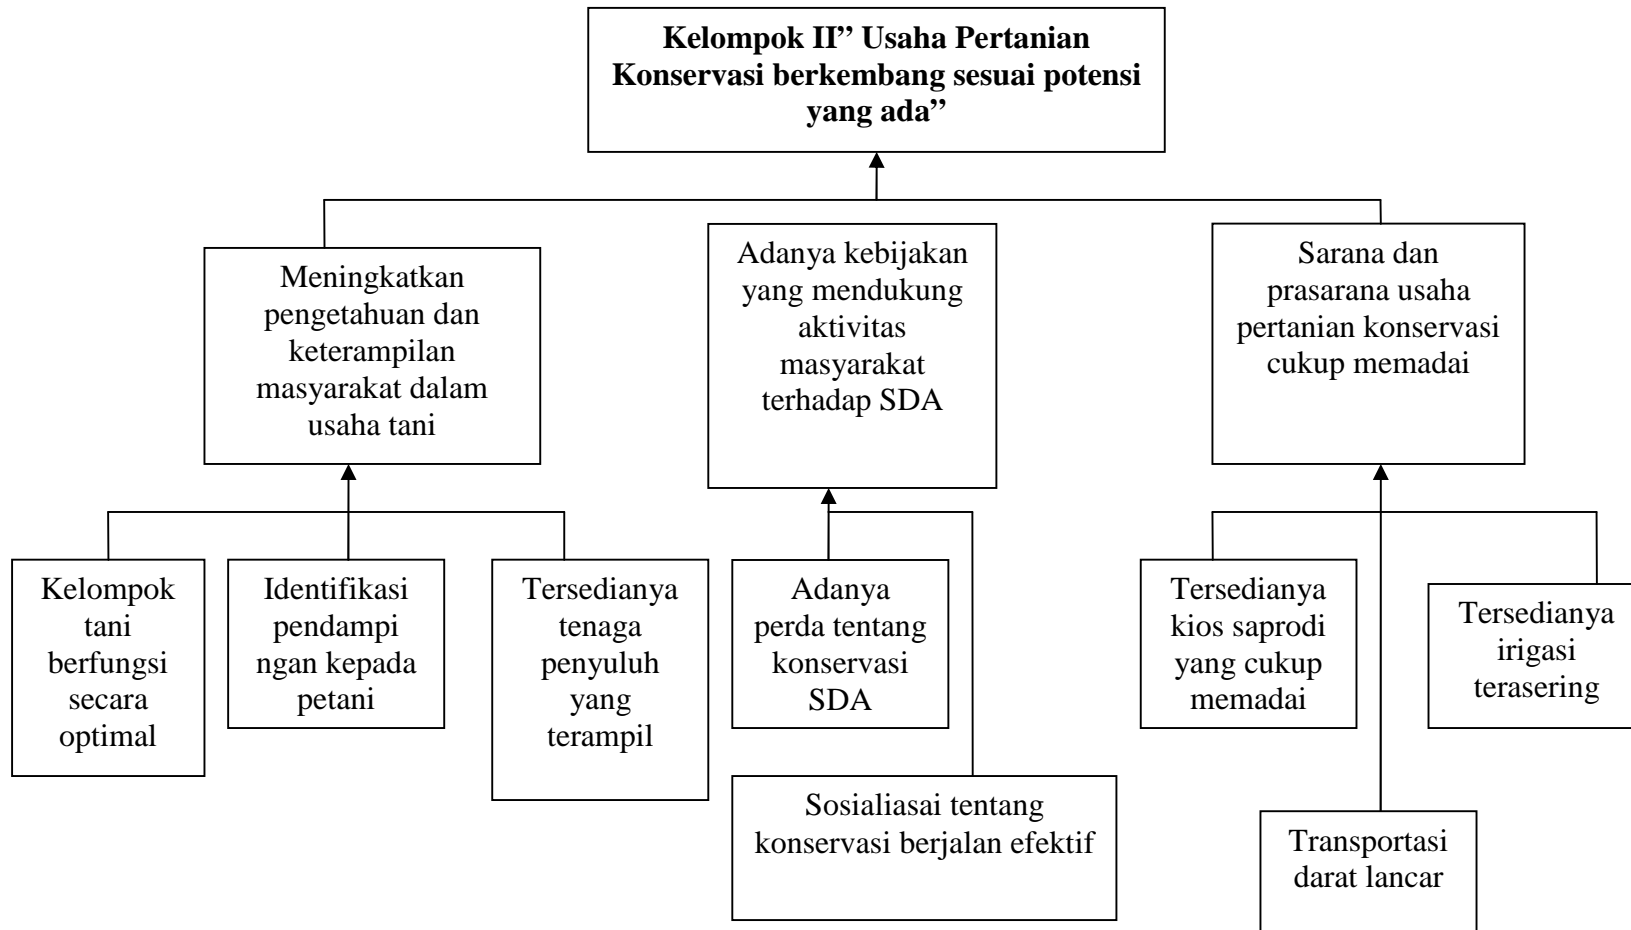 Kelompok II” Usaha Pertanian
Konservasi berkembang sesuai potensi
yang ada”
Meningkatkan
pengetahuan dan
keterampilan
masyarakat dalam
usaha tani
Adanya kebijakan
yang mendukung
aktivitas
masyarakat
terhadap SDA
Sarana dan
prasarana usaha
pertanian konservasi
cukup memadai
Kelompok
tani
berfungsi
secara
optimal
Identifikasi
pendampi
ngan kepada
petani
Tersedianya
tenaga
penyuluh
yang
terampil
Adanya
perda tentang
konservasi
SDA
Sosialiasai tentang
konservasi berjalan efektif
Tersedianya
kios saprodi
yang cukup
memadai
Transportasi
darat lancar
Tersedianya
irigasi
terasering